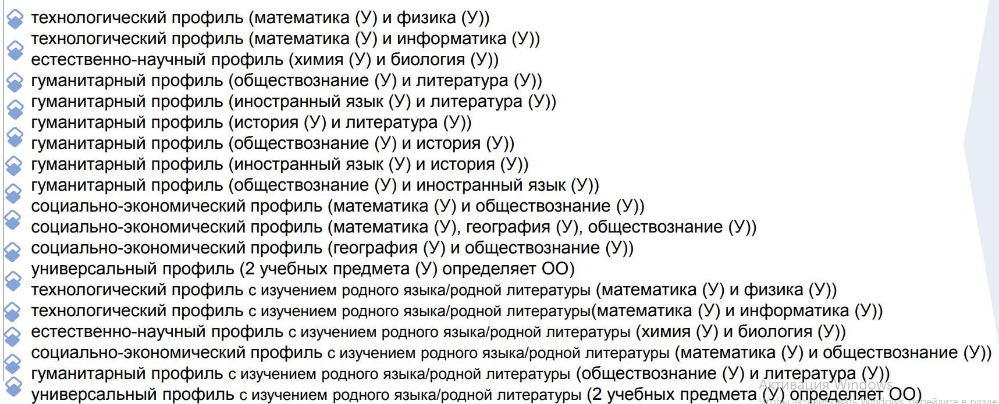 технологический профиль (математика (У) и физика (У))
технологический профиль (математика (У) и информатика (У))
естественно-научный профиль (химия (У) и биология (У))
гуманитарный профиль (обществознание (У) и литература (У))
гуманитарный профиль (иностранный язык (У) и литература (У))
гуманитарный профиль (история (У) и литература (У))
гуманитарный профиль (обществознание (У) и история (У))
гуманитарный профиль (иностранный язык (У) и история (У))
гуманитарный профиль (обществознание (У) и иностранный язык (У))
социально-экономический профиль (математика (У) и обществознание (У))
социально-экономический профиль (математика (У), география (У), обществознание (У))
социально-экономический профиль (география (У) и обществознание (У))
универсальный профиль (2 учебных предмета (У) определяет ОО)
технологический профиль с изучением родного языка/родной литературы (математика (У) и физика (У))
технологический профиль с изучением родного языка/родной литературы(математика (У) и информатика (У))
естественно-научный профиль с изучением родного языка/родной литературы (химия (У) и биология (У))
социально-экономический профиль с изучением родного языка/родной литературы (математика (У) и обществознание (У))
гуманитарный профиль с изучением родного языка/родной литературы (обществознание (У) и литература (У))
Активация Windows
универсальный профиль с изучением родного языка/родной литературы (2 учебных предмета (У) определяет ОО)
Чтобы активировать Windows, перейдите в разде